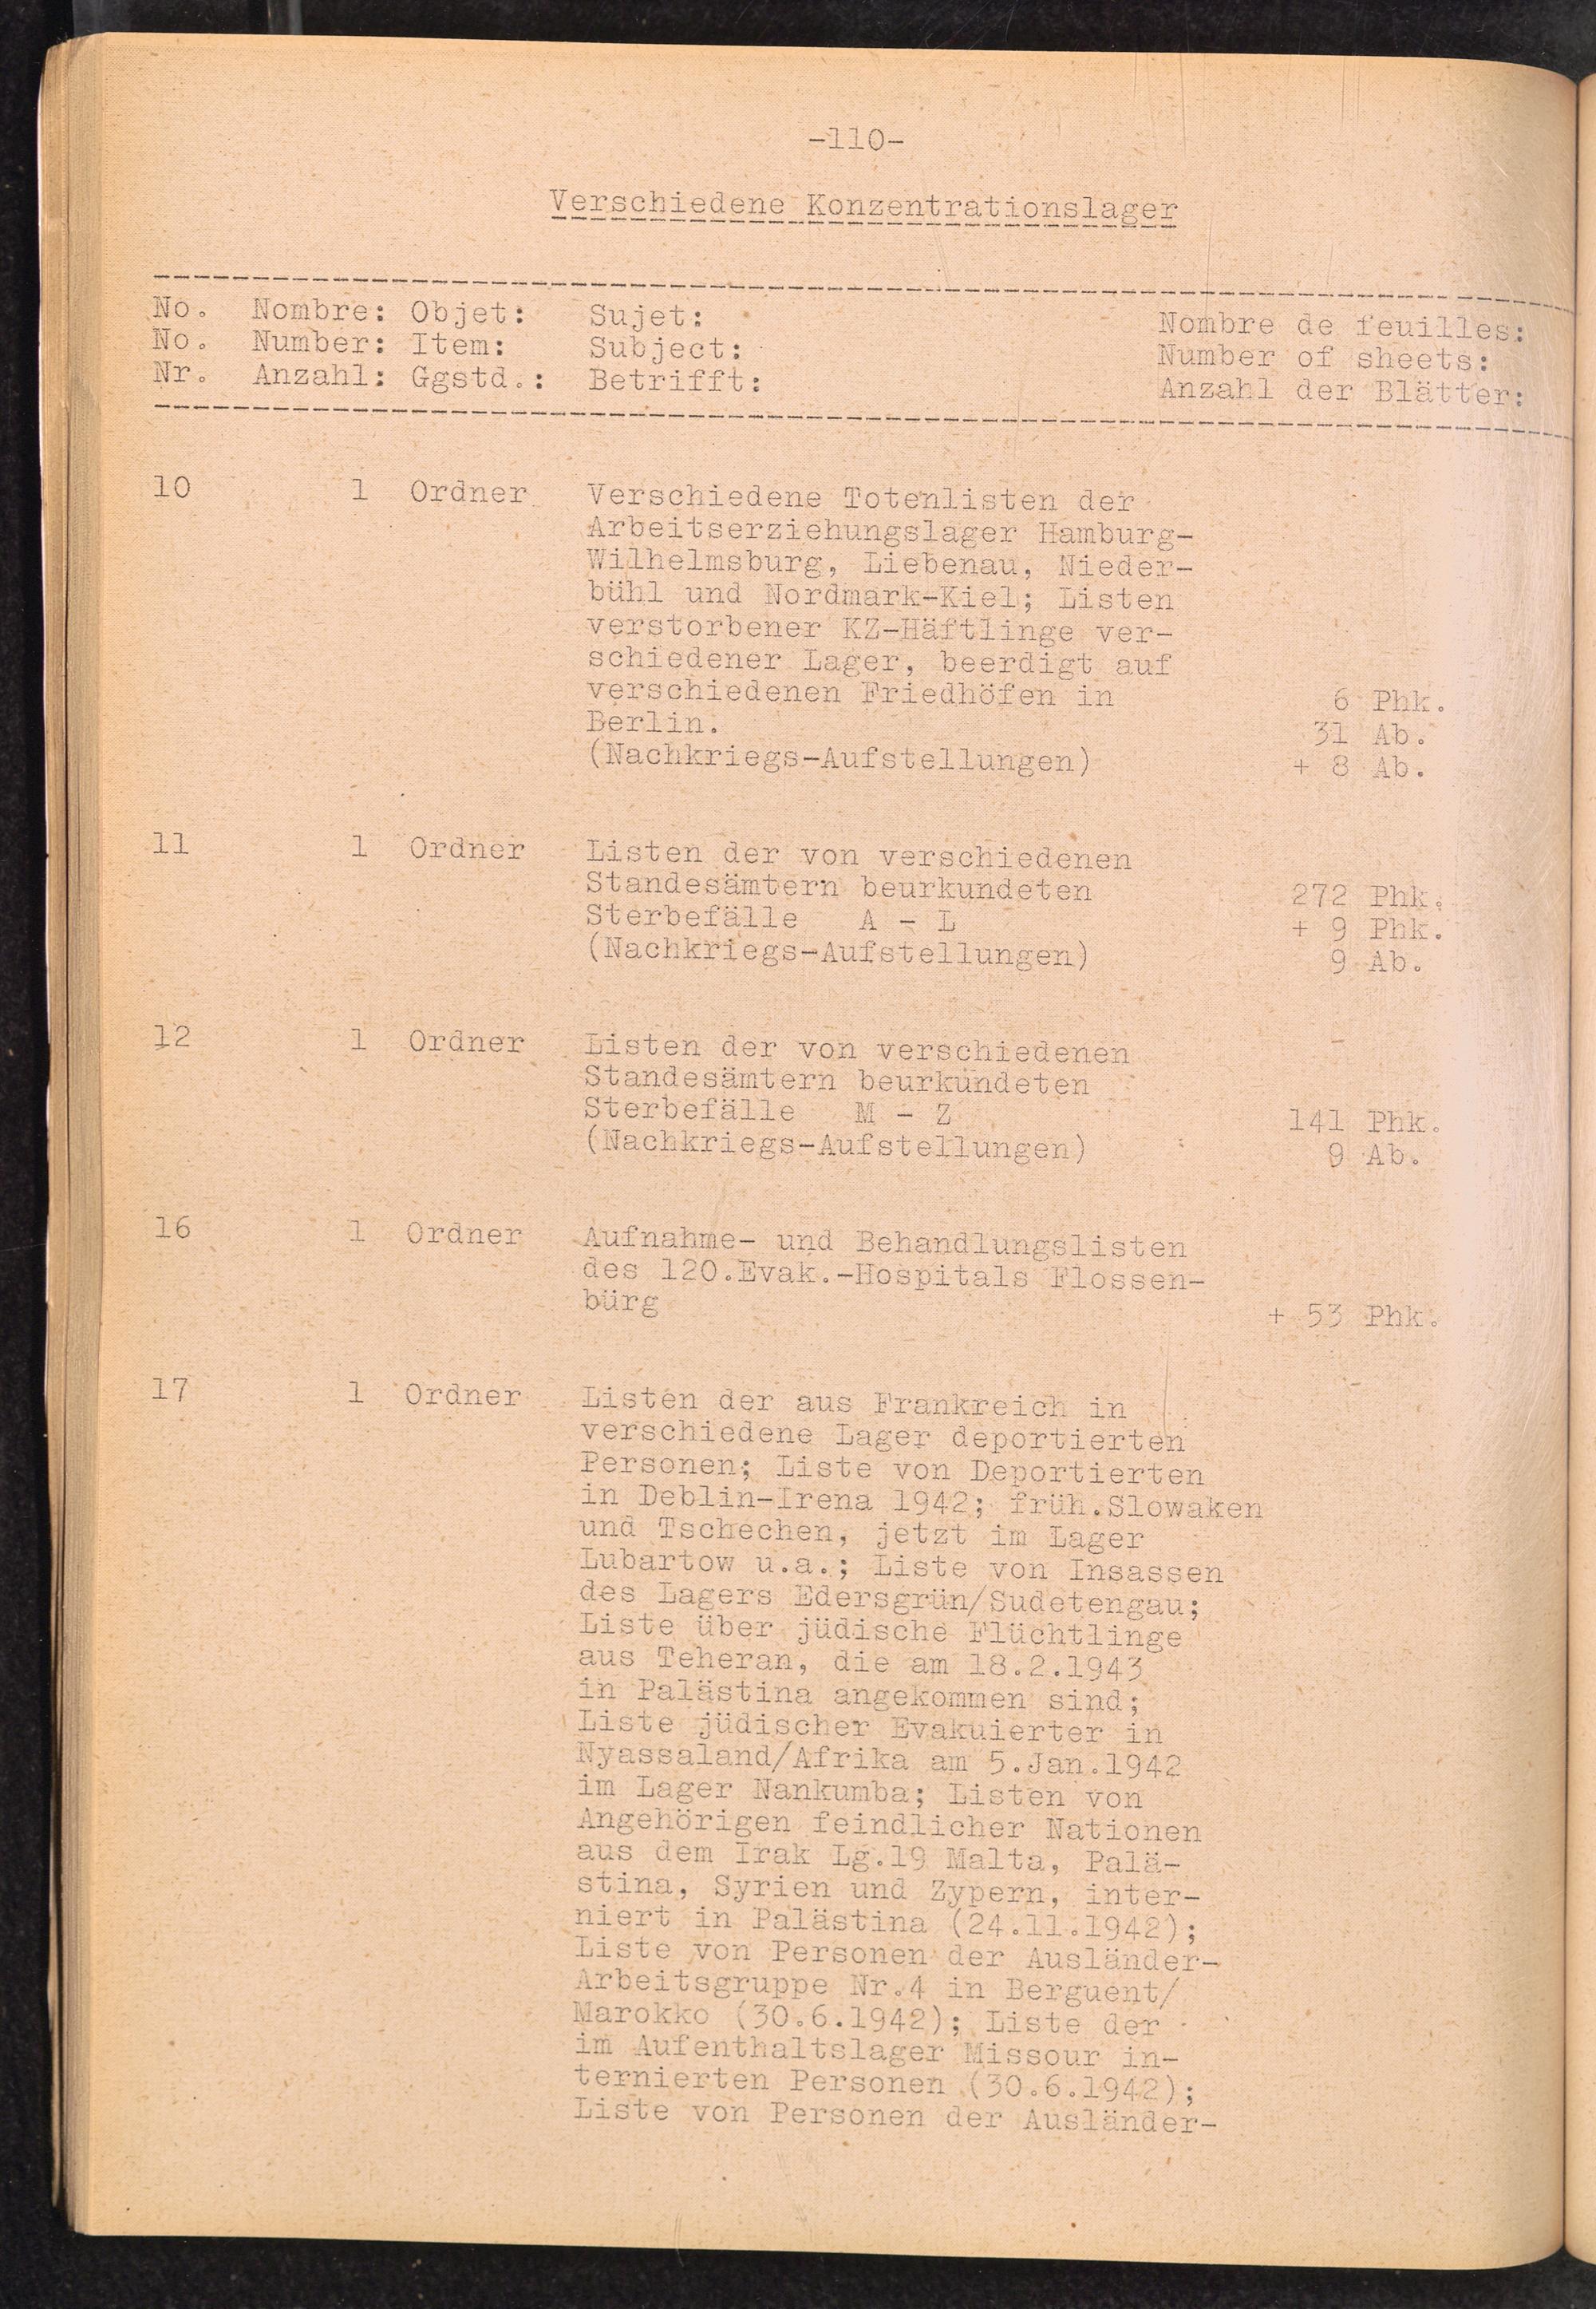 -110-
Verschiedene Konzentrationslager
No. Nombre: Objet: Sujet: Nombre de feuilles:
No. Number: Item: Subject: Number of sheets:
Nr. Anzahl: Ggstd.: Betrifft: Anzahl der Blätter:
10 1 Ordner Verschiedene Totenlisten der
Arbeitserziehungslager Hamburg-
Wilhelmsburg, Liebenau, Nieder-
bühl und Nordmark-Kiel; Listen
verstorbener KZ-Häftlinge ver-
schiedener Lager, beerdigt auf
verschiedenen Friedhöfen in 6 Phk.
Berlin. 31 Ab.
(Nachkriegs-Aufstellungen) + 8 Ab.
11 1 Ordner Listen der von verschiedenen
Standesämtern beurkundeten 272 Phk.
Sterbefälle A - L + 9 Phk.
(Nachkriegs-Aufstellungen) 9 Ab.
12 1 Ordner Listen der von verschiedenen
Standesämtern beurkundeten
Sterbefälle M - Z 141 Phk.
(Nachkriegs-Aufstellungen) 9 Ab.
16 1 Ordner Aufnahme- und Behandlungslisten
des 120.Evak.-Hospitals Flossen-
bürg + 53 Phk.
17 1 Ordner Listen der aus Frankreich in
verschiedene Lager deportierten
Personen; Liste von Deportierten
in Deblin-Irena 1942; früh.Slowaken
und Tschechen, jetzt im Lager
Lubartow u.a.; Liste von Insassen
des Lagers Edersgrün/Sudetengau;
Liste über jüdische Flüchtlinge
aus Teheran, die am 18.2.1943
in Palästina angekommen sind;
Liste jüdischer Evakuierter in
Nyassaland/Afrika am 5.Jan.1942
im Lager Nankumba; Listen von
Angehörigen feindlicher Nationen
aus dem Irak Lg.19 Malta, Palä-
stina, Syrien und Zypern, inter-
niert in Palästina (24.11.1942);
Liste von Personen der Ausländer-
Arbeitsgruppe Nr.4 in Berguent/
Marokko (30.6.1942); Liste der
im Aufenthaltslager Missour in-
ternierten Personen (30.6.1942);
Liste von Personen der Ausländer-